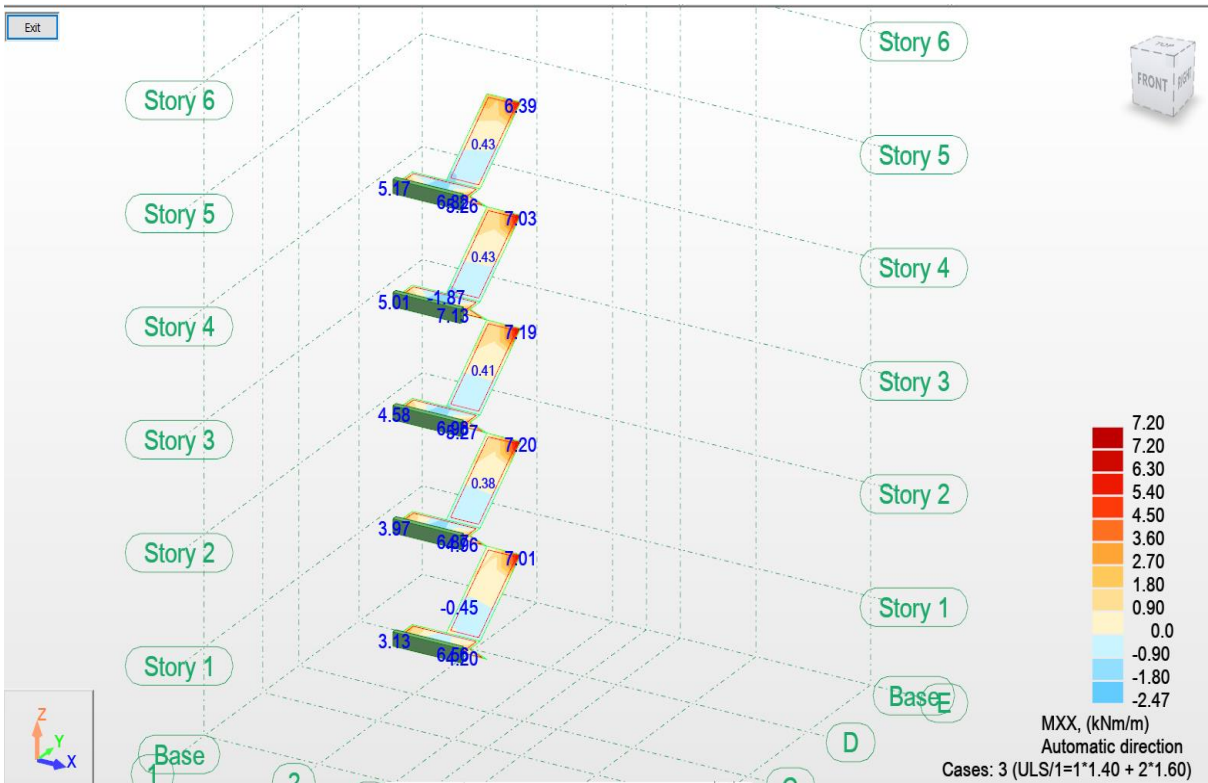 Exit
Story 6
Story 6
Story 5
Story 5
Story 4
Story 4
Story 3
Story 3
Story 2
Story 2
Story 1
Story 1
Base
Base
E
D
1
2
FRONT
TOP
6.39
0.43
5.17
7.03
0.43
-1.87
5.01
7.13
7.19
0.41
4.58
7.20
0.38
3.97
7.01
-0.45
3.13
7.20
7.20
6.30
5.40
4.50
3.60
2.70
1.80
0.90
0.0
-0.90
-1.80
-2.47
MXX, (kNm/m)
Automatic direction
Cases: 3 (ULS/1=1*1.40 + 2*1.60)
Z
Y
X